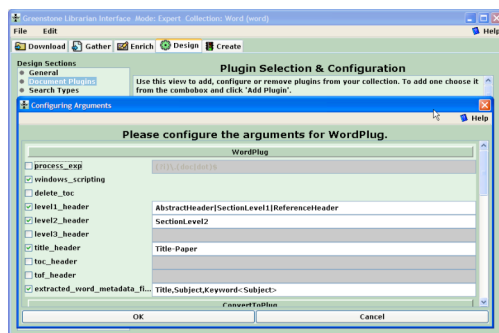 Greenstone Librarian Interface Mode: Expert Collection: Word (word)
File Edit Help
Download Gather Enrich Design Create
Design Sections
General
Document Plugins
Search Types
Plugin Selection & Configuration
Use this view to add, configure or remove plugins from your collection. To add one choose it
from the combobox and click 'Add Plugin'.
Configuring Arguments
Help
Please configure the arguments for WordPlug.
WordPlug
process_exp
windows_scripting
delete_toc
level1_header AbstractHeader|SectionLevel1|ReferenceHeader
level2_header SectionLevel2
level3_header
title_header Title-Paper
toc_header
tof_header
extracted_word_metadata_fi... Title,Subject,Keyword<Subject>
ConvertToPlug
OK Cancel